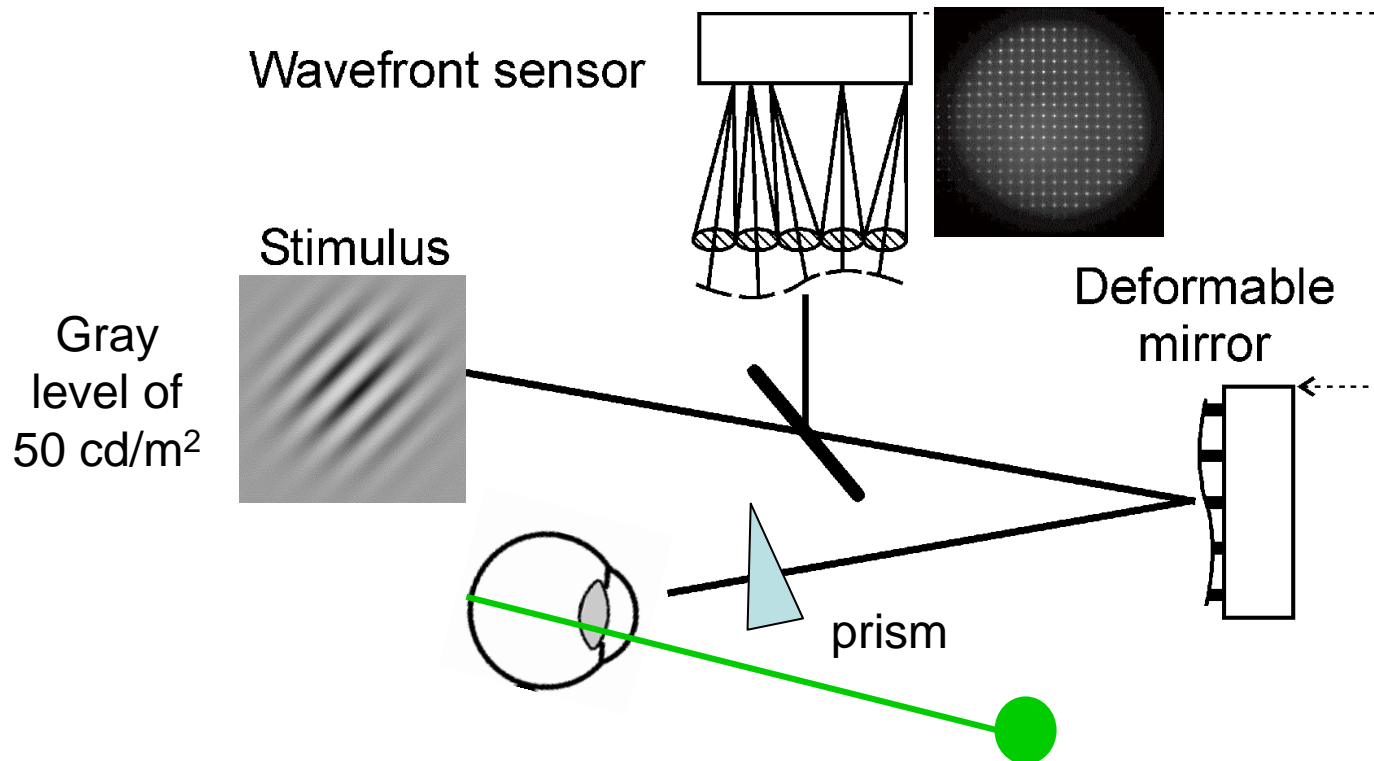 Wavefront sensor
Stimulus
Gray
level of
50 cd/m²
Deformable
mirror
prism